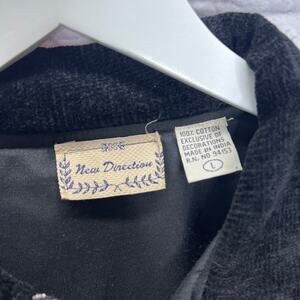 New Direction
100% COTTON
EXCLUSIVE OF
DECORATIONS
MADE IN INDIA
R.N. NO 94153
L